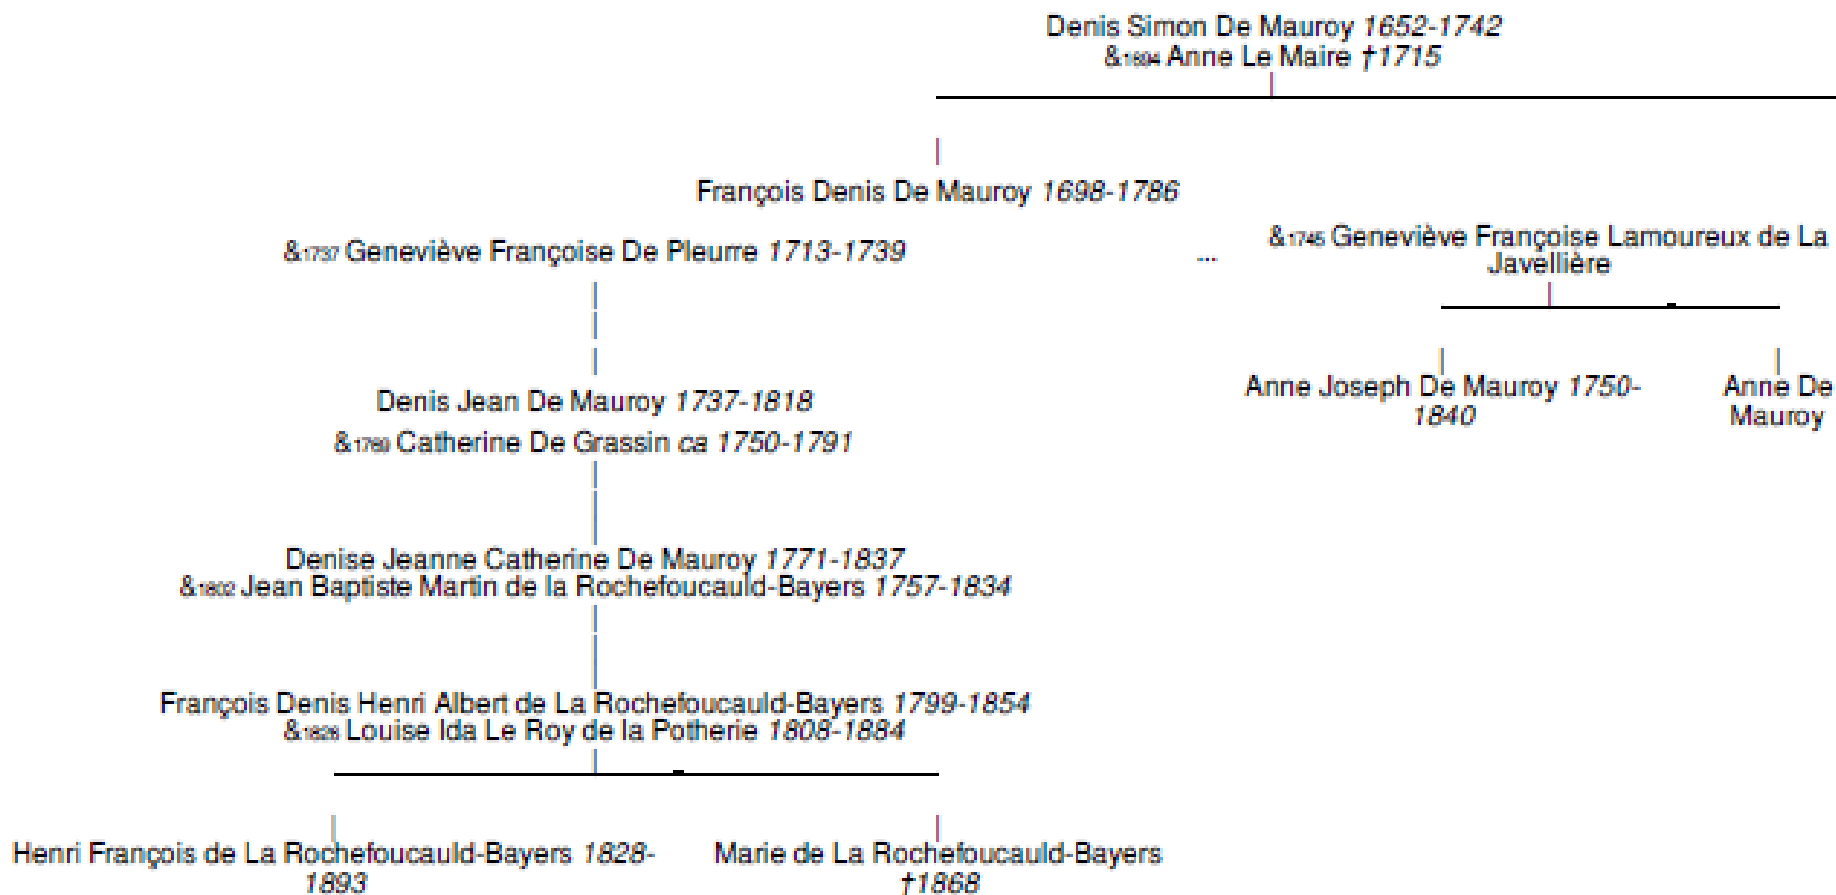 Denis Simon De Mauroy 1652-1742
&1694 Anne Le Maire †1715
François Denis De Mauroy 1698-1786
&1737 Geneviève Françoise De Pleurre 1713-1739
...
&1745 Geneviève Françoise Lamoureux de La
Javellière
Denis Jean De Mauroy 1737-1818
&1769 Catherine De Grassin ca 1750-1791
Anne Joseph De Mauroy 1750-
1840
Anne De
Mauroy
Denise Jeanne Catherine De Mauroy 1771-1837
&1802 Jean Baptiste Martin de la Rochefoucauld-Bayers 1757-1834
François Denis Henri Albert de La Rochefoucauld-Bayers 1799-1854
Louise Ida Le Roy de la Potherie 1808-1884
Henri François de La Rochefoucauld-Bayers 1828-
1893
Marie de La Rochefoucauld-Bayers
†1868